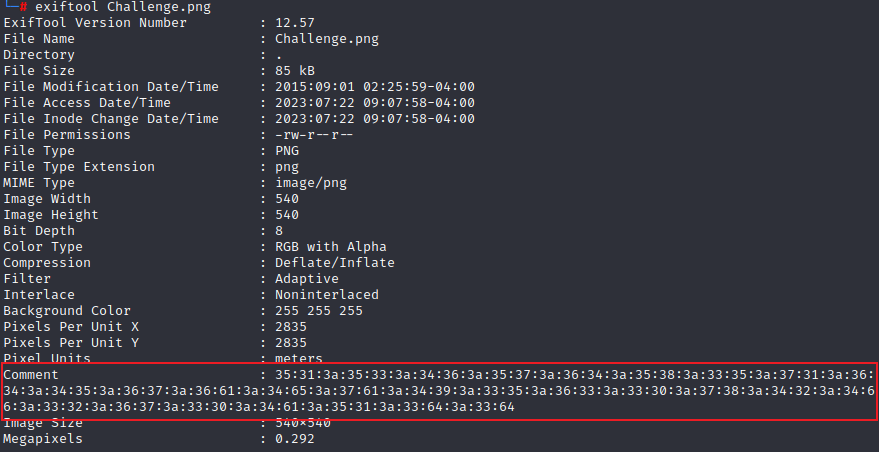 └─# exiftool Challenge.png
ExifTool Version Number : 12.57
File Name : Challenge.png
Directory : .
File Size : 85 kB
File Modification Date/Time : 2015:09:01 02:25:59-04:00
File Access Date/Time : 2023:07:22 09:07:58-04:00
File Inode Change Date/Time : 2023:07:22 09:07:58-04:00
File Permissions : -rw-r--r--
File Type : PNG
File Type Extension : png
MIME Type : image/png
Image Width : 540
Image Height : 540
Bit Depth : 8
Color Type : RGB with Alpha
Compression : Deflate/Inflate
Filter : Adaptive
Interlace : Noninterlaced
Background Color : 255 255 255
Pixels Per Unit X : 2835
Pixels Per Unit Y : 2835
Pixel Units : meters
Comment : 35:31:3a:35:33:3a:34:36:3a:35:37:3a:36:34:3a:35:38:3a:33:35:3a:37:31:3a:36:
34:3a:34:35:3a:36:37:3a:36:61:3a:34:65:3a:37:61:3a:34:39:3a:33:35:3a:36:33:3a:33:30:3a:37:38:3a:34:32:3a:34:6
6:3a:33:32:3a:36:37:3a:33:30:3a:34:61:3a:35:31:3a:33:64:3a:33:64
Image Size : 540×540
Megapixels : 0.292